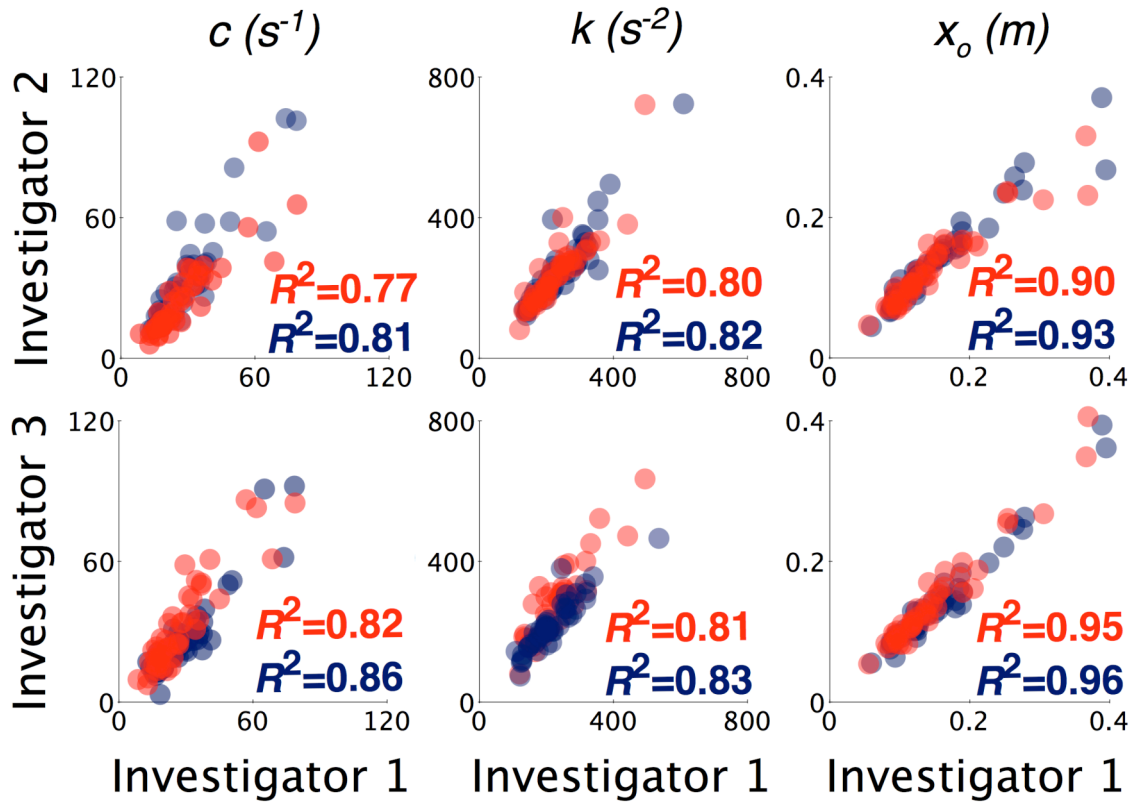 c (s⁻¹)
k (s⁻²)
xₒ (m)
Investigator 2
120
60
0
0
60
120
R²=0.77
R²=0.81
800
400
0
0
400
800
R²=0.80
R²=0.82
0.4
0.2
0
0.2
0.4
R²=0.90
R²=0.93
Investigator 3
120
60
0
0
60
120
R²=0.82
R²=0.86
800
400
0
0
400
800
R²=0.81
R²=0.83
0.4
0.2
0
0
0.2
0.4
R²=0.95
R²=0.96
Investigator 1
Investigator 1
Investigator 1